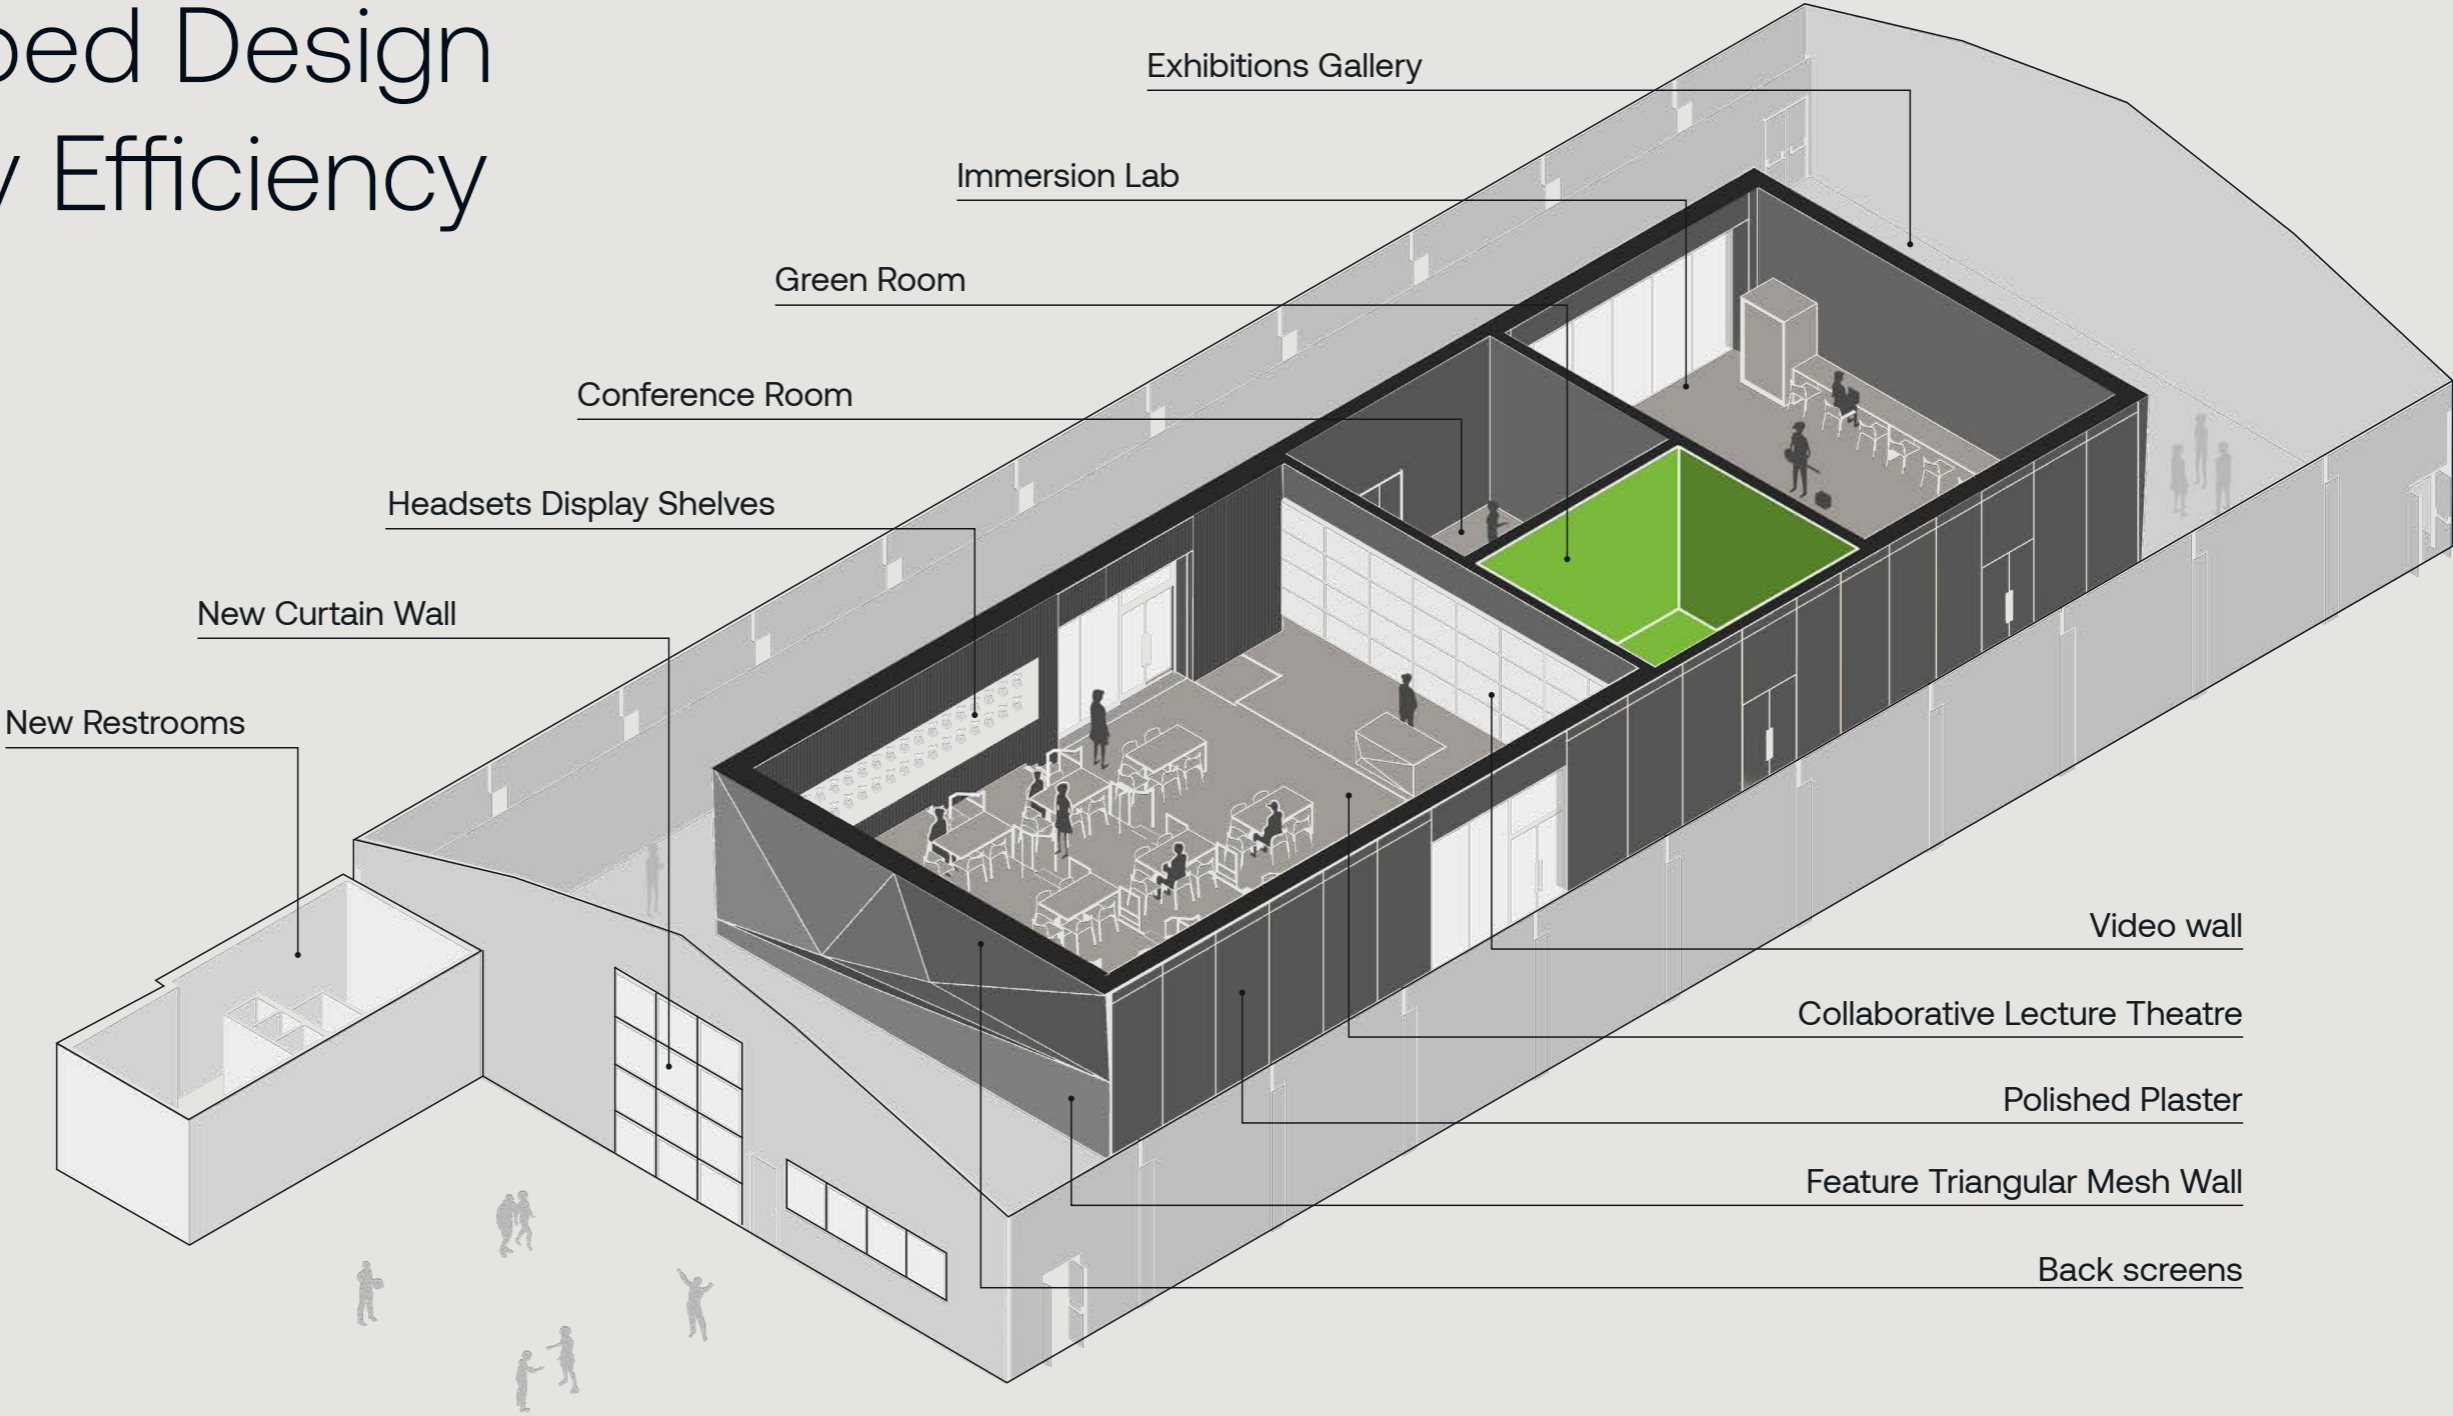 Design
Efficiency
Exhibitions Gallery
Immersion Lab
Green Room
Conference Room
Headsets Display Shelves
New Curtain Wall
New Restrooms
Video wall
Collaborative Lecture Theatre
Polished Plaster
Feature Triangular Mesh Wall
Back screens